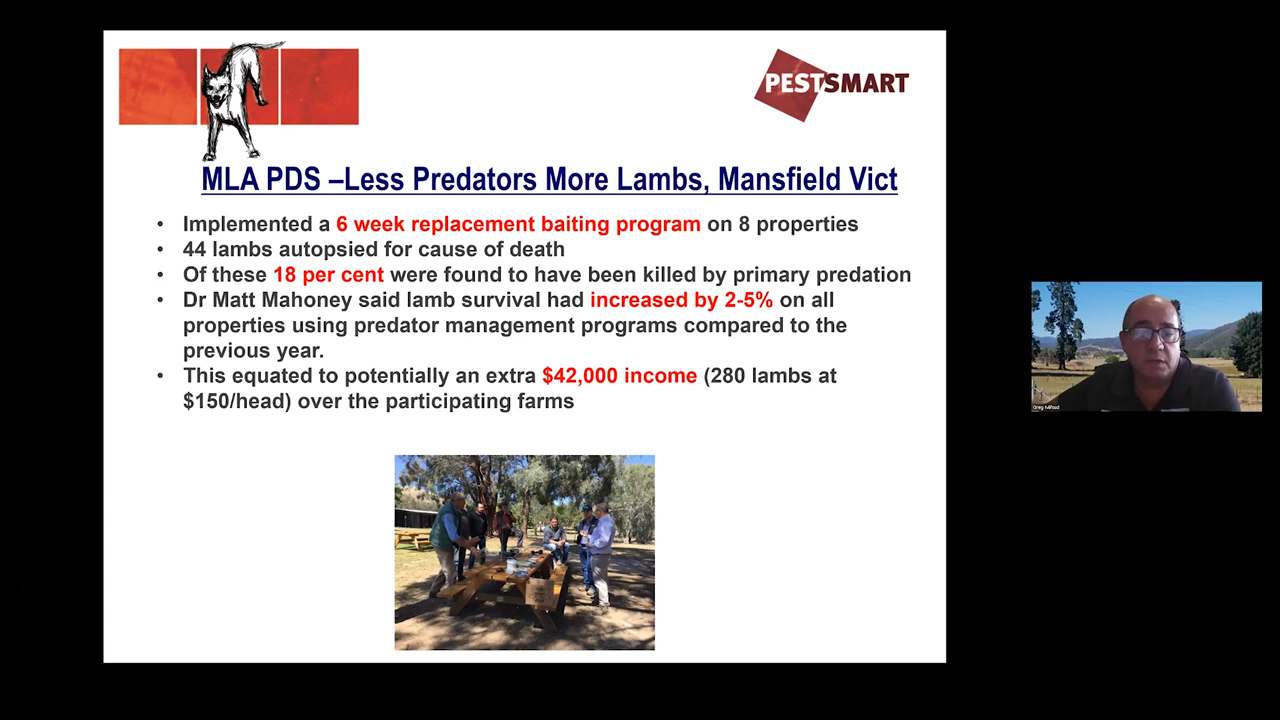 PESTSMART
MLA PDS –Less Predators More Lambs, Mansfield Vict
• Implemented a 6 week replacement baiting program on 8 properties
• 44 lambs autopsied for cause of death
• Of these 18 per cent were found to have been killed by primary predation
• Dr Matt Mahoney said lamb survival had increased by 2-5% on all
properties using predator management programs compared to the
previous year.
• This equated to potentially an extra $42,000 income (280 lambs at
$150/head) over the participating farms
Greg Mifsud